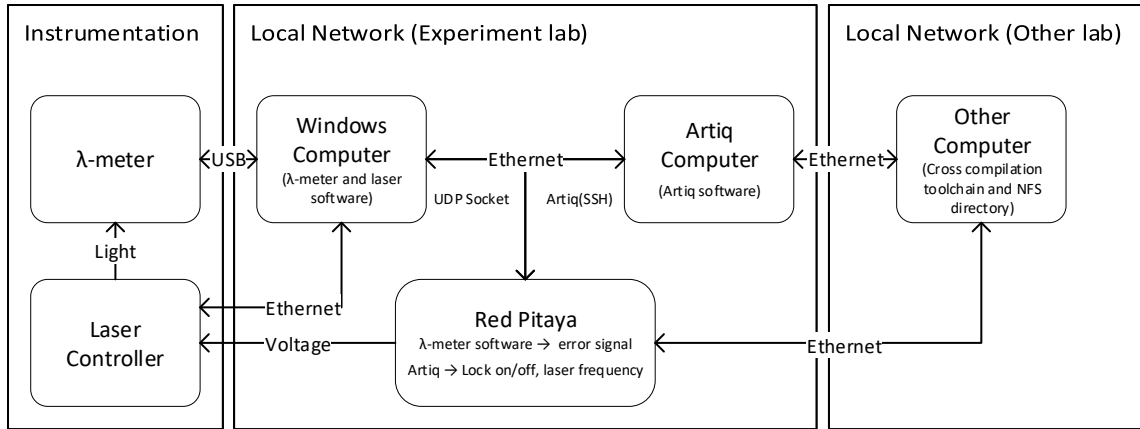 Instrumentation
Local Network (Experiment lab)
Local Network (Other lab)
λ-meter
USB
Windows
Computer
(λ-meter and laser
software)
Ethernet
UDP Socket
Artiq(SSH)
Artiq
Computer
(Artiq software)
Ethernet
Other
Computer
(Cross compilation
toolchain and NFS
directory)
Light
Laser
Controller
Ethernet
Voltage
Red Pitaya
λ-meter software → error signal
Artiq → Lock on/off, laser frequency
Ethernet